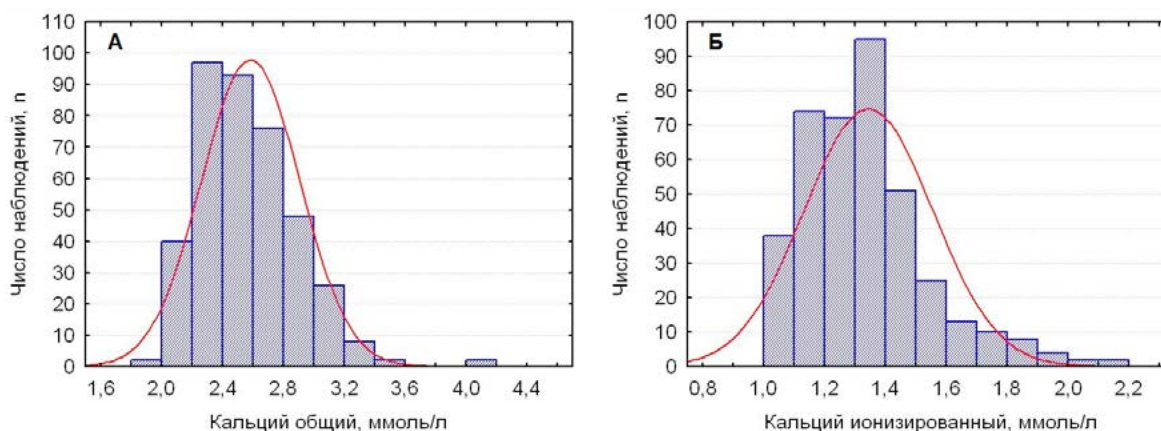 А
Число наблюдений, n
110
100
90
80
70
60
50
40
30
20
10
0
1,6 2,0 2,4 2,8 3,2 3,6 4,0 4,4
Кальций общий, ммоль/л
Б
Число наблюдений, n
100
90
80
70
60
50
40
30
20
10
0
0,8 1,0 1,2 1,4 1,6 1,8 2,0 2,2
Кальций ионизированный, ммоль/л